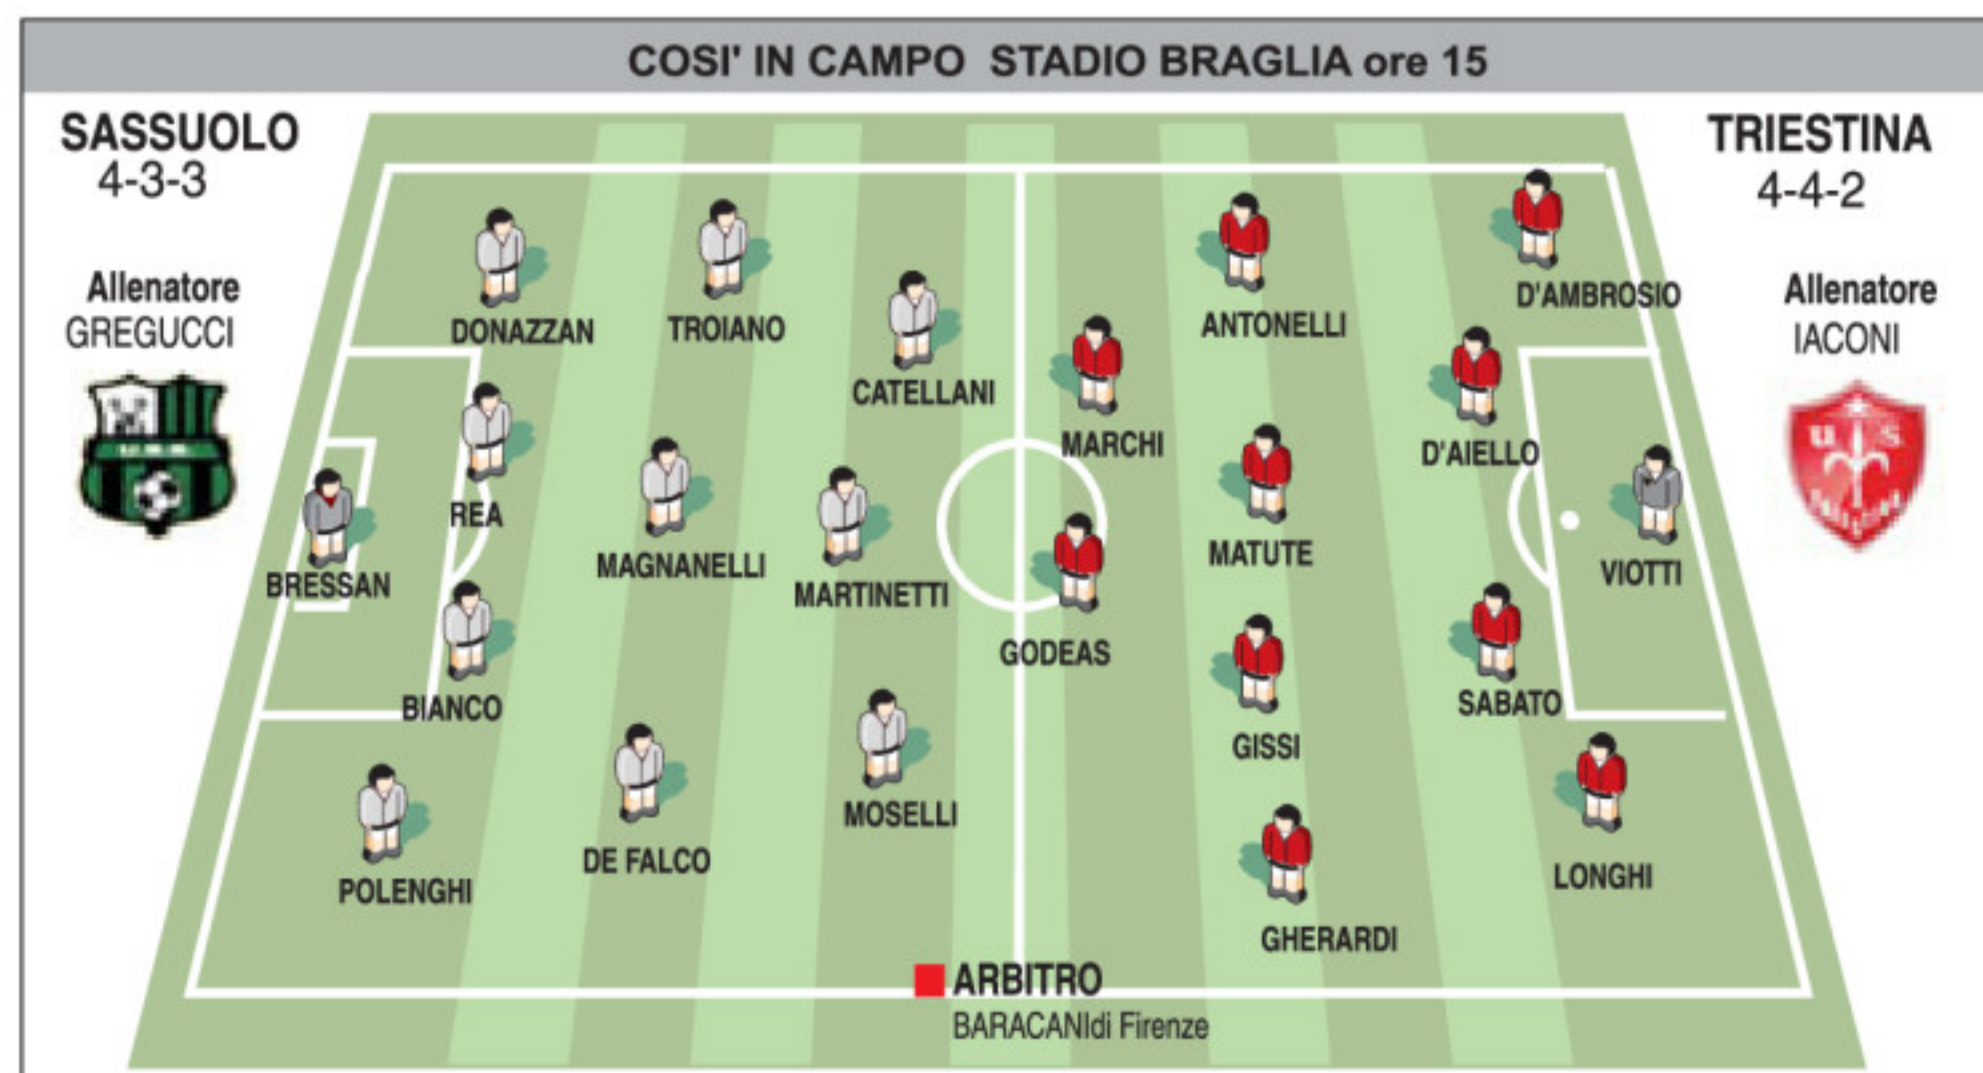 COSI' IN CAMPO STADIO BRAGLIA ore 15
SASSUOLO
4-3-3
Allenatore
GREGUCCI
TRIESTINA
4-4-2
Allenatore
IACONI
U S
DONAZZAN
TROIANO
CATELLANI
REA
MAGNANELLI
MARTINETTI
BRESSAN
BIANCO
POLENGHI
DE FALCO
MOSELLI
MARCHI
ANTONELLI
D'AMBROSIO
D'AIELLO
MATUTE
VIOTTI
GODEAS
GISSI
SABATO
GHERARDI
LONGHI
ARBITRO
BARACANIdi Firenze